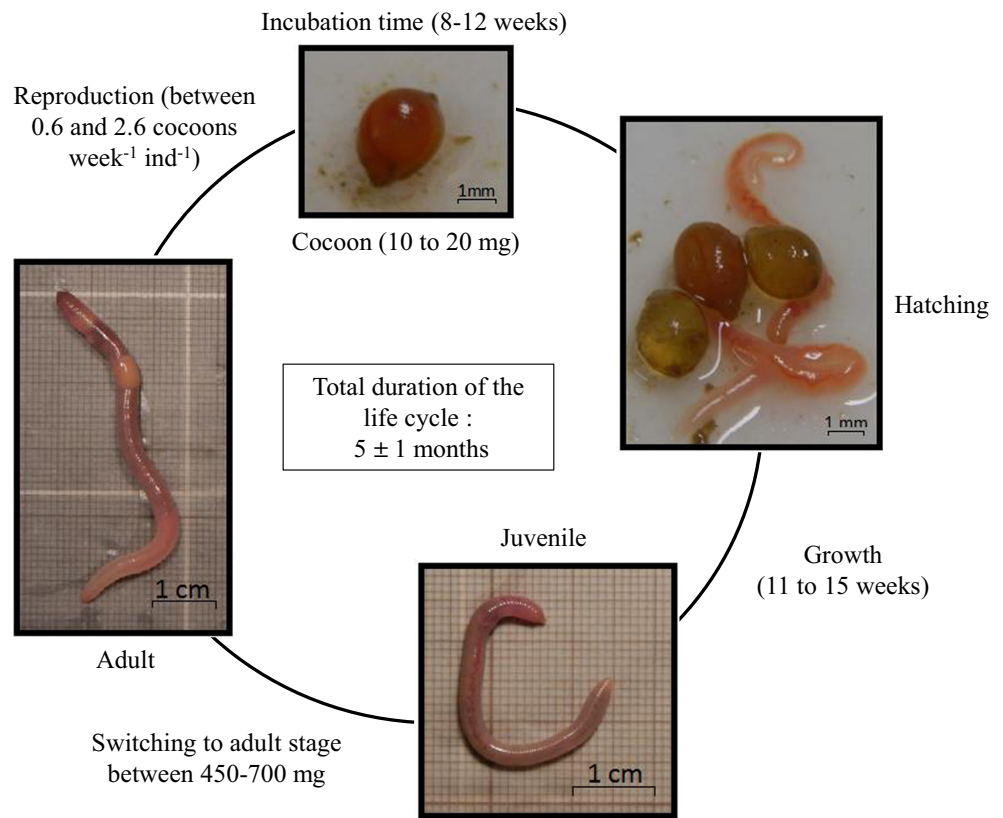 Incubation time (8-12 weeks)
Reproduction (between
0.6 and 2.6 cocoons
week⁻¹ ind⁻¹)
1mm
Cocoon (10 to 20 mg)
Hatching
1 mm
Total duration of the
life cycle :
5 ± 1 months
Juvenile
Growth
(11 to 15 weeks)
1 cm
Adult
1 cm
Switching to adult stage
between 450-700 mg